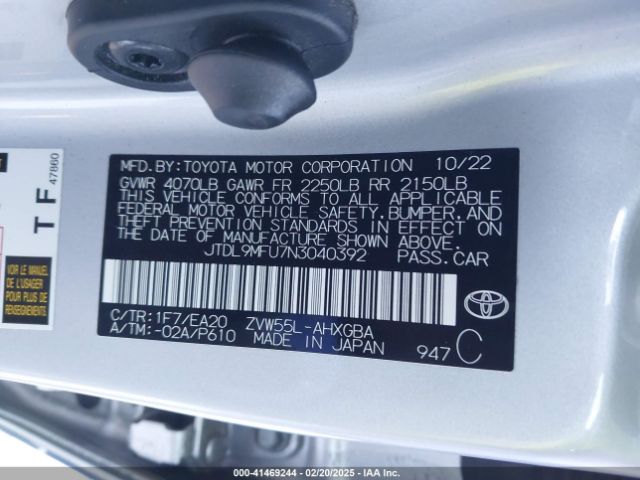 47860
TF
VOIR LE MANUEL
MFD.BY:TOYOTA MOTOR CORPORATION 10/22
GVWR 4070LB GAWR FR 2250LB RR 2150LB
THIS VEHICLE CONFORMS TO ALL APPLICABLE
FEDERAL MOTOR VEHICLE SAFETY, BUMPER, AND
THEFT PREVENTION STANDARDS IN EFFECT ON
THE DATE OF MANUFACTURE SHOWN ABOVE.
JTDL9MFU7N3040392 PASS.CAR
C/TR:1F7/EA20 ZVW55L-AHXGBA
A/TM:-02A/P610 MADE IN JAPAN
947 C
TOYOTA
000-41469244 — 02/20/2025 — IAA Inc.